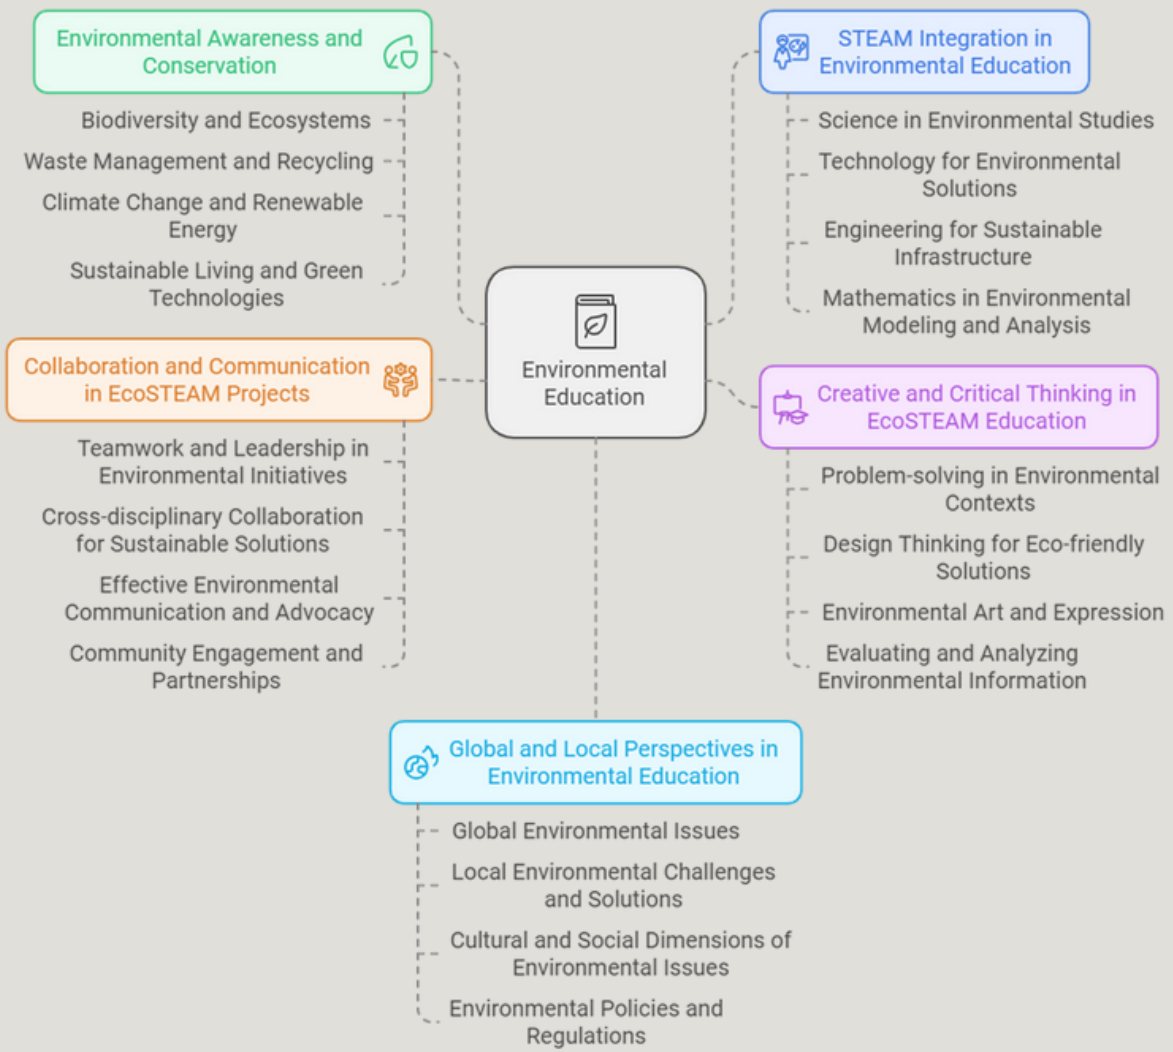 Environmental Awareness and
Conservation
Biodiversity and Ecosystems
Waste Management and Recycling
Climate Change and Renewable
Energy
Sustainable Living and Green
Technologies
STEAM Integration in
Environmental Education
Science in Environmental Studies
Technology for Environmental
Solutions
Engineering for Sustainable
Infrastructure
Mathematics in Environmental
Modeling and Analysis
Environmental
Education
Collaboration and Communication
in EcoSTEAM Projects
Teamwork and Leadership in
Environmental Initiatives
Cross-disciplinary Collaboration
for Sustainable Solutions
Effective Environmental
Communication and Advocacy
Community Engagement and
Partnerships
Creative and Critical Thinking in
EcoSTEAM Education
Problem-solving in Environmental
Contexts
Design Thinking for Eco-friendly
Solutions
Environmental Art and Expression
Evaluating and Analyzing
Environmental Information
Global and Local Perspectives in
Environmental Education
Global Environmental Issues
Local Environmental Challenges
and Solutions
Cultural and Social Dimensions of
Environmental Issues
Environmental Policies and
Regulations